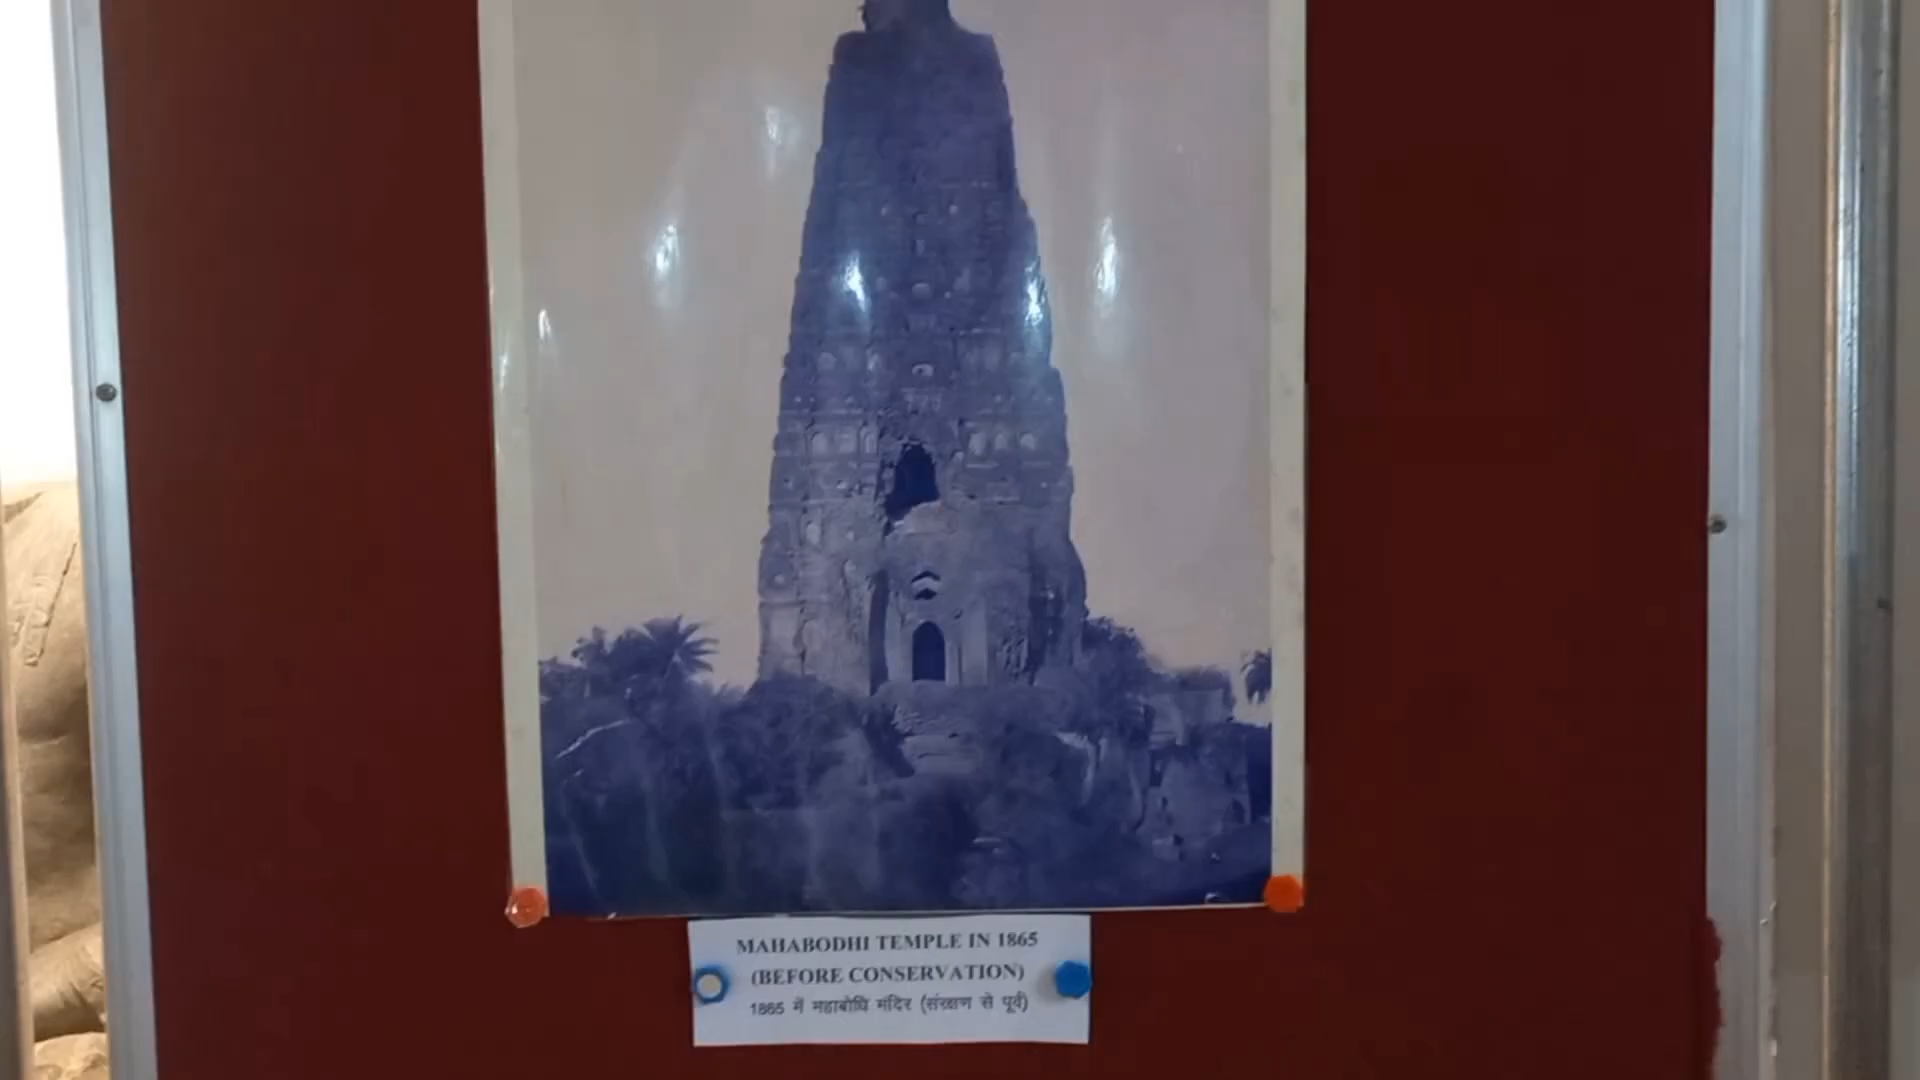 MAHABODHI TEMPLE IN 1865
(BEFORE CONSERVATION)
1865 में महाबोधि मंदिर (संरक्षण से पूर्व)